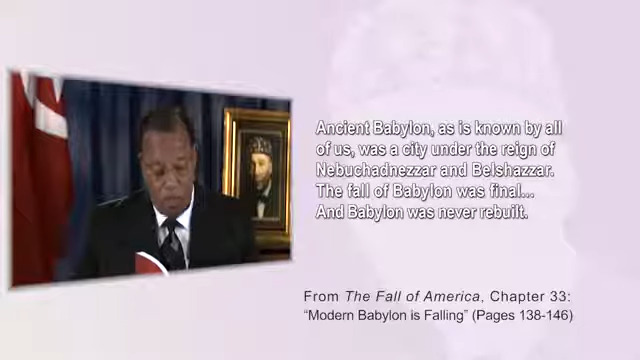 Ancient Babylon, as is known by all
of us, was a city under the reign of
Nebuchadnezzar and Belshazzar.
The fall of Babylon was final...
And Babylon was never rebuilt.
From The Fall of America, Chapter 33:
“Modern Babylon is Falling” (Pages 138-146)